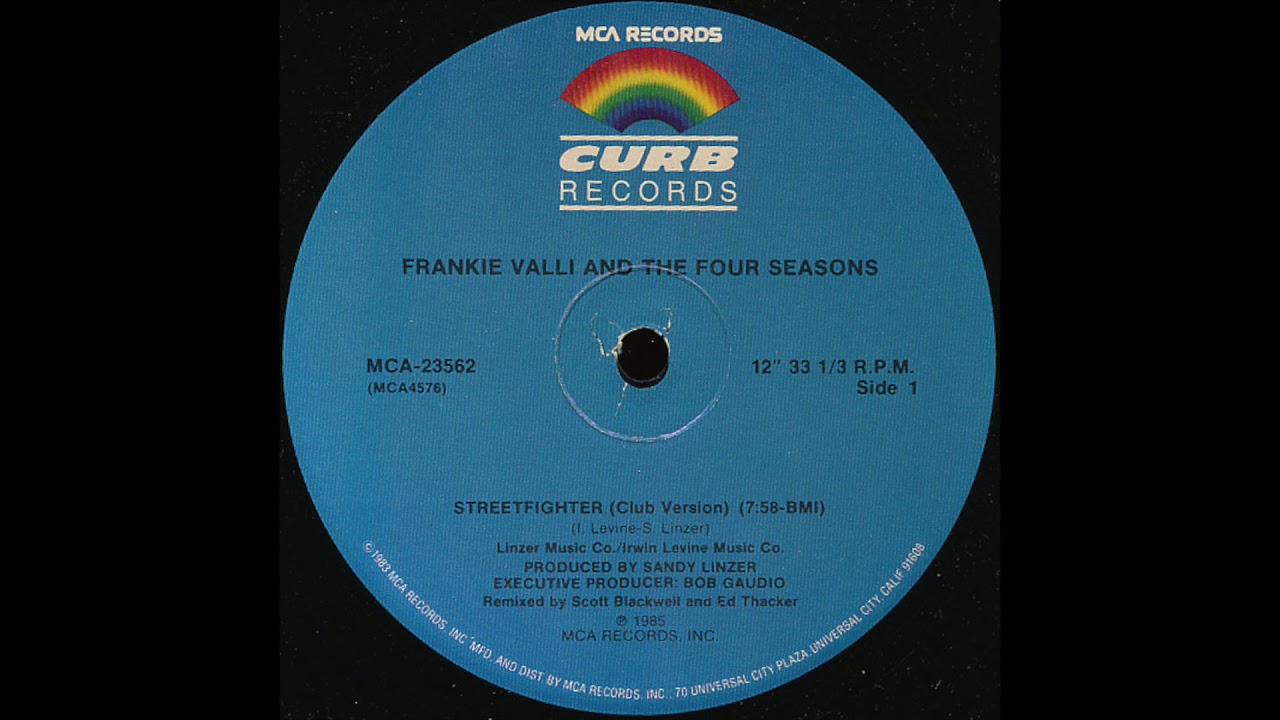 MCA RECORDS
CURB
RECORDS
FRANKIE VALLI AND THE FOUR SEASONS
MCA-23562
(MCA4576)
12" 33 1/3 R.P.M.
Side 1
STREETFIGHTER (Club Version) (7:58-BMI)
(I. Levine-S. Linzer)
Linzer Music Co./Irwin Levine Music Co.
PRODUCED BY SANDY LINZER
EXECUTIVE PRODUCER: BOB GAUDIO
Remixed by Scott Blackwell and Ed Thacker
℗ 1985
MCA RECORDS, INC.
© 1983 MCA RECORDS, INC. MFD. AND DIST BY MCA RECORDS, INC., 70 UNIVERSAL CITY PLAZA, UNIVERSAL CITY, CALIF 91608